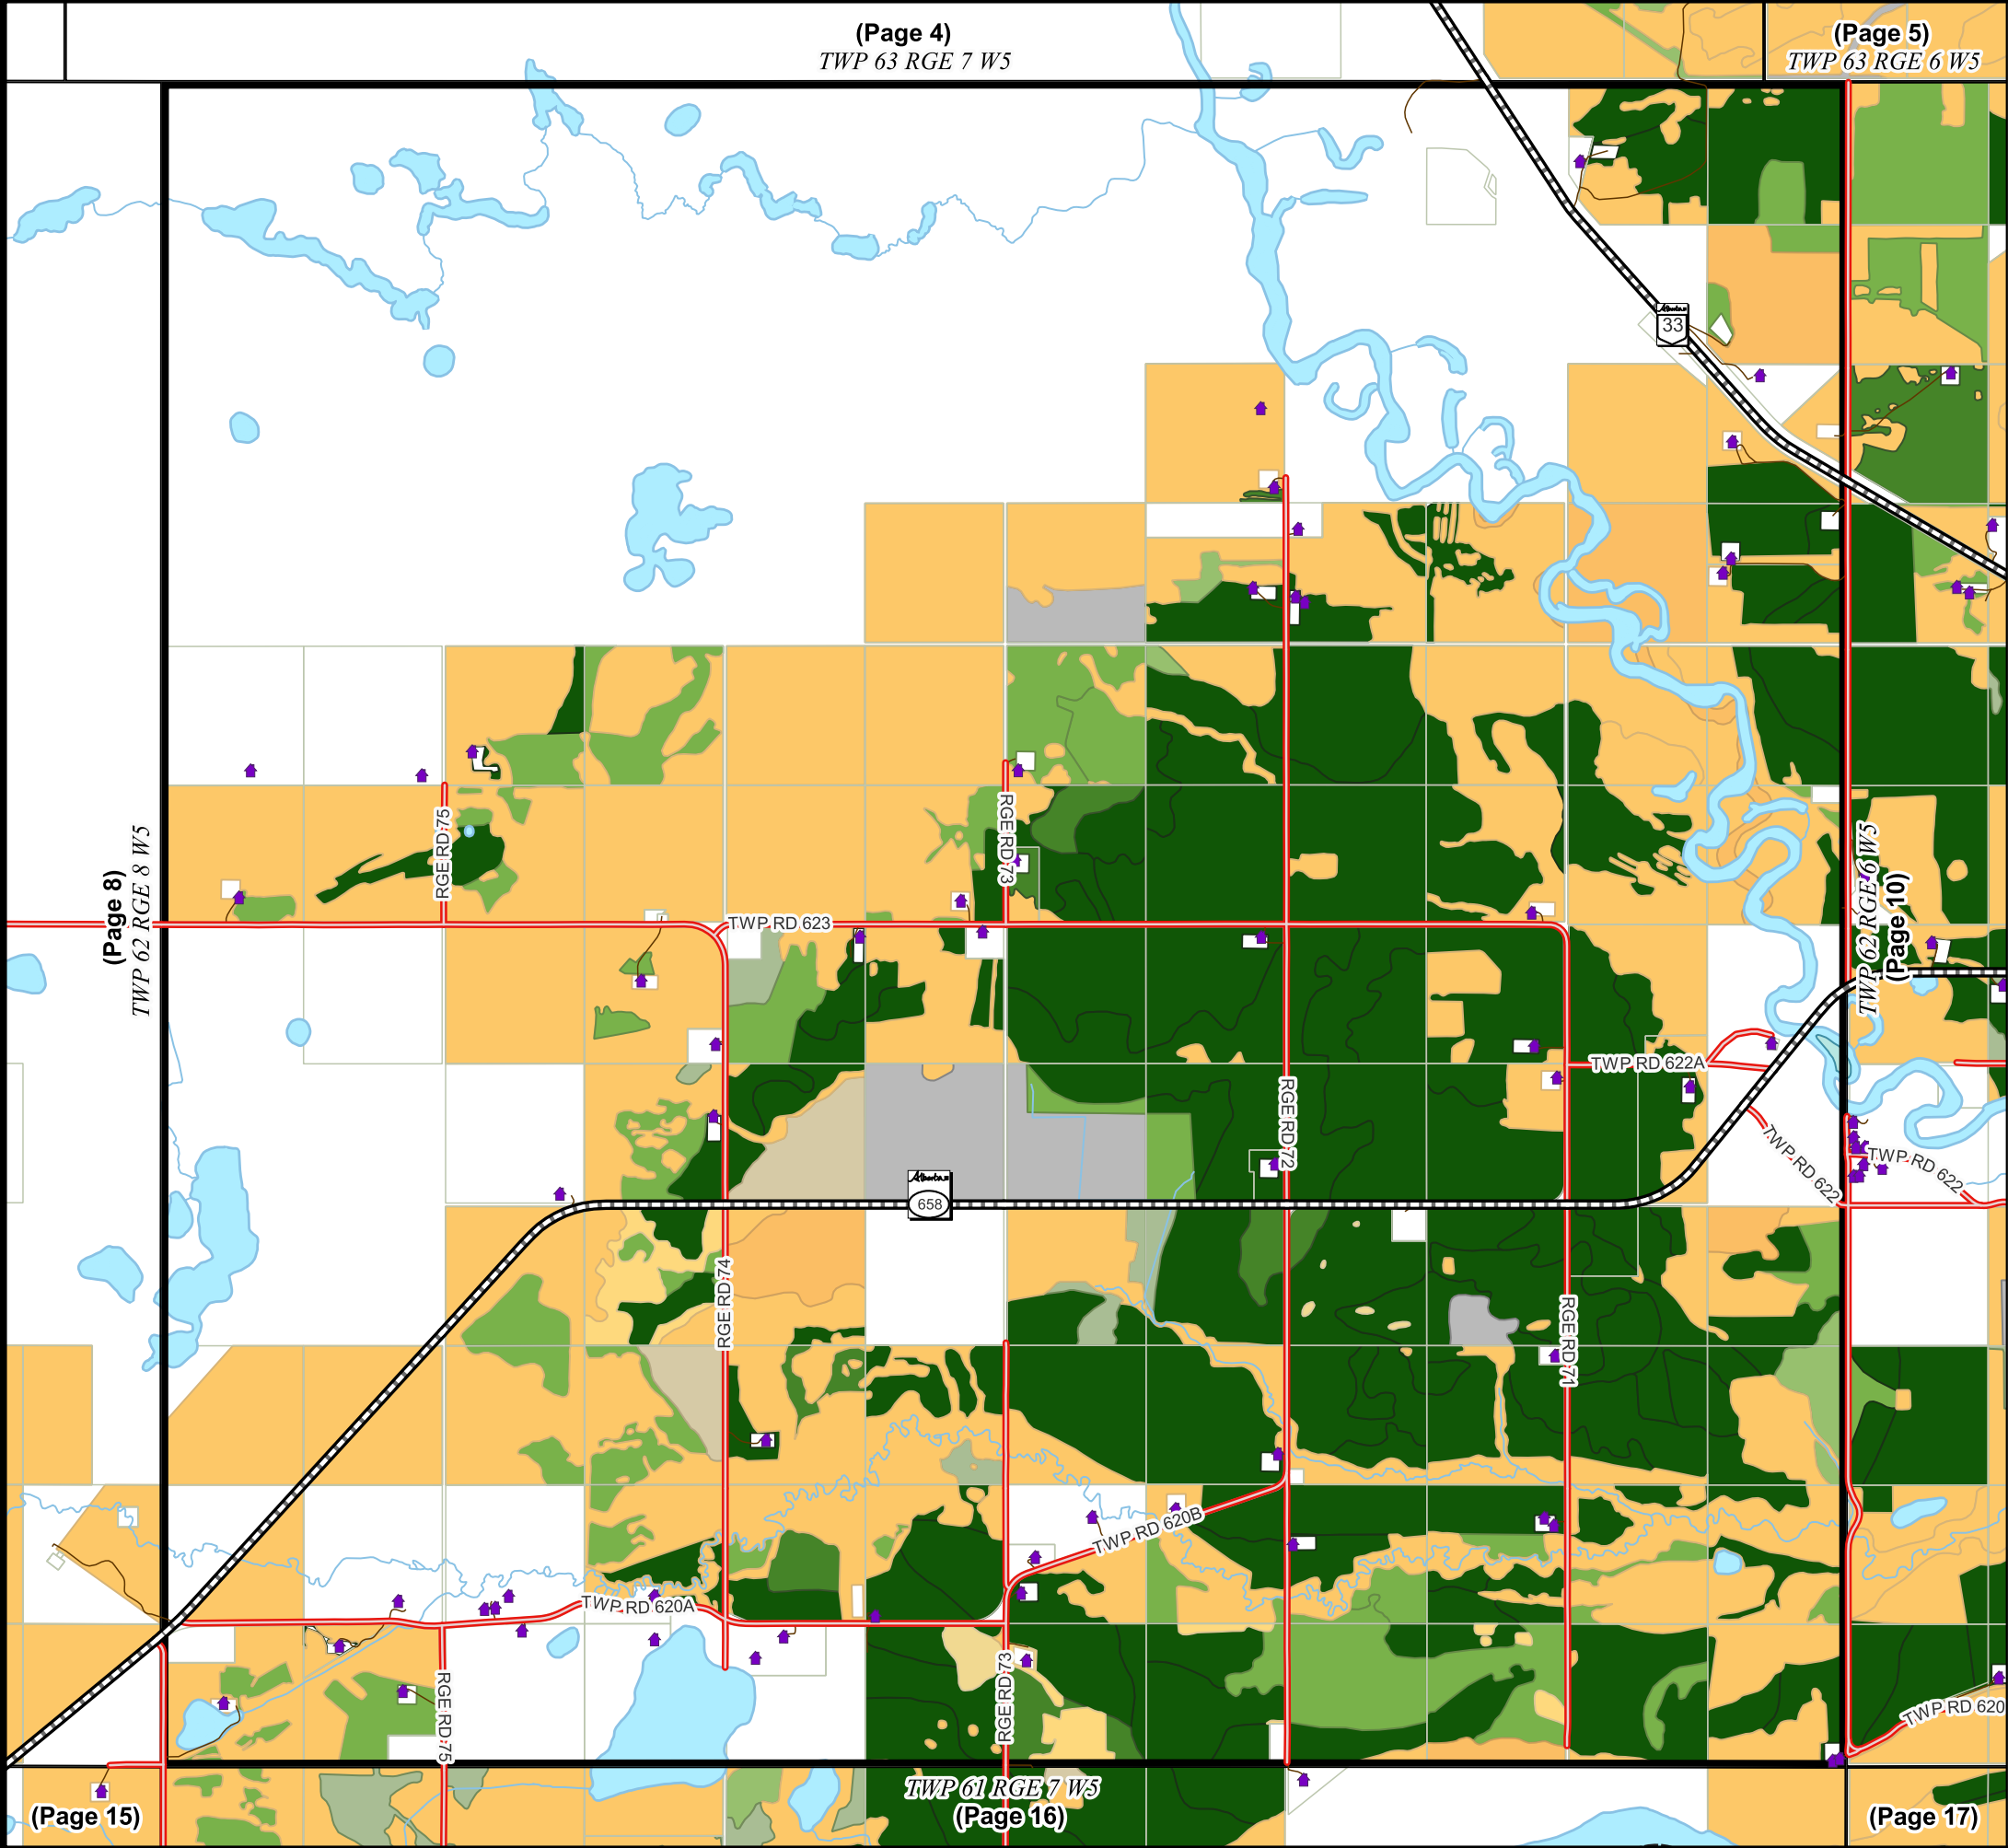 (Page 4)
TWP 63 RGE 7 W5
(Page 5)
TWP 63 RGE 6 W5
Alberta
33
(Page 8)
TWP 62 RGE 8 W5
RGE RD 75
RGE RD 73
TWP RD 623
TWP 62 RGE 6 W5
(Page 10)
TWP RD 622A
RGE RD 72
TWP RD 622
TWP RD 622
Alberta
658
RGE RD 74
RGE RD 71
TWP RD 620B
TWP RD 620A
RGE RD 75
RGE RD 73
TWP RD 620
TWP 61 RGE 7 W5
(Page 15)
(Page 16)
(Page 17)